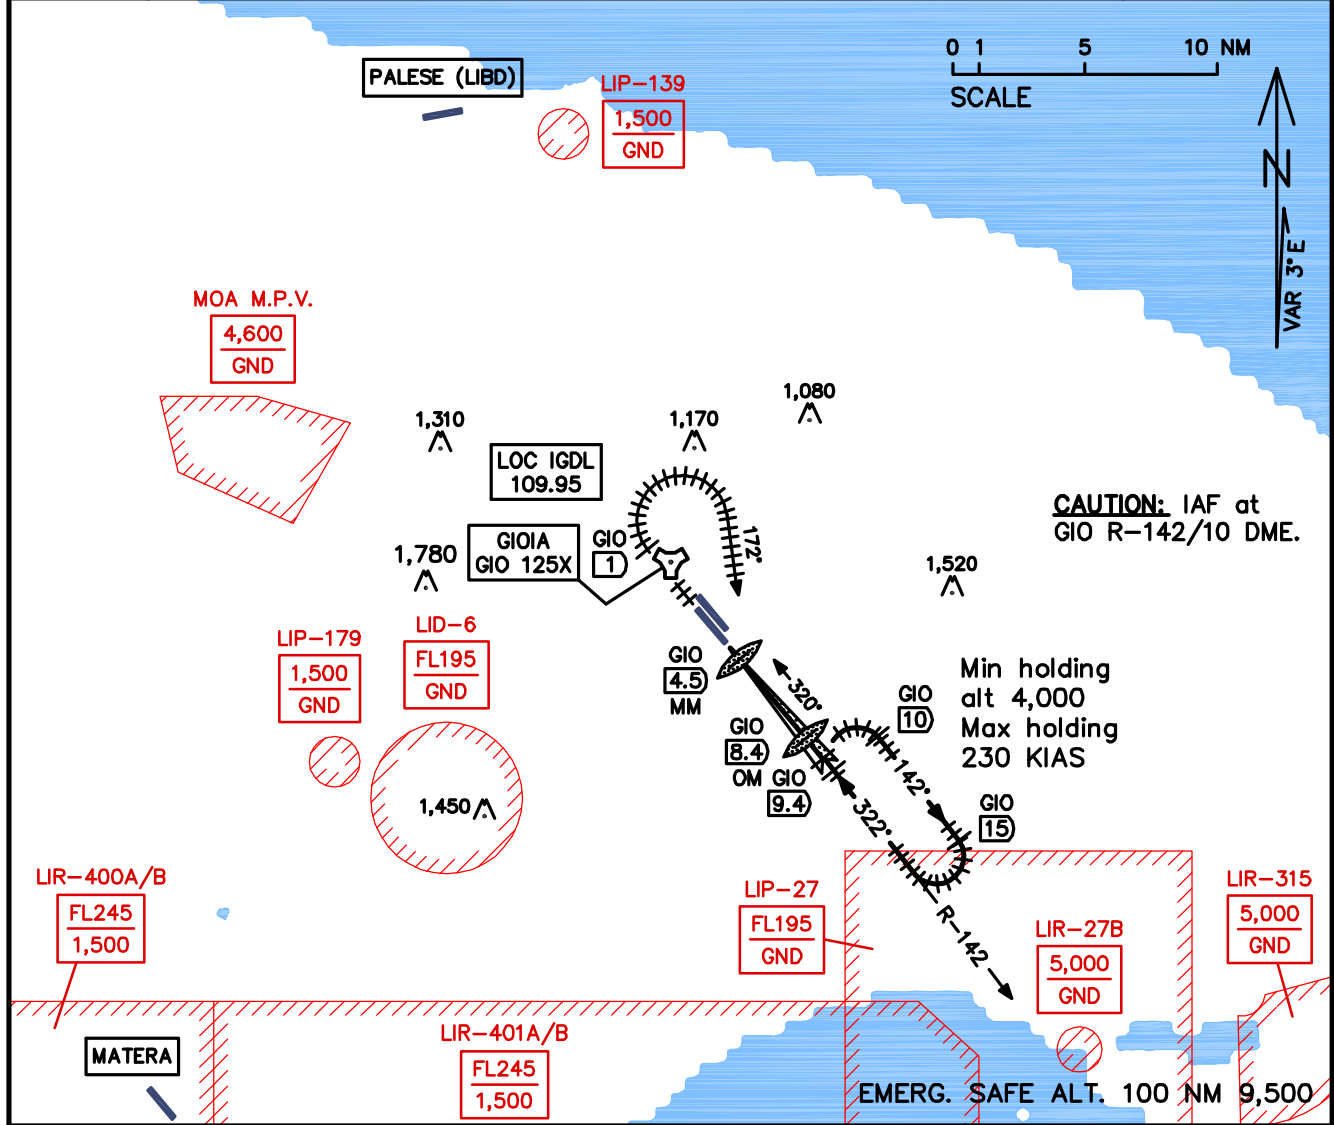 0 1 5 10 NM
SCALE
PALESE (LIBD)
LIP-139
1,500
GND
N
VAR 3°E
MOA M.P.V.
4,600
GND
1,310
1,170
1,080
LOC IGDL
109.95
CAUTION: IAF at
GIO R-142/10 DME.
GIOIA
GIO 125X
GIO
1
172°
1,780
1,520
LIP-179
1,500
GND
LID-6
FL195
GND
GIO
4.5
MM
320°
GIO
10
Min holding
alt 4,000
Max holding
230 KIAS
GIO
8.4
OM
GIO
9.4
142°
322°
GIO
15
1,450
R-142
LIR-400A/B
FL245
1,500
LIP-27
FL195
GND
LIR-27B
5,000
GND
LIR-315
5,000
GND
MATERA
LIR-401A/B
FL245
1,500
EMERG. SAFE ALT. 100 NM 9,500